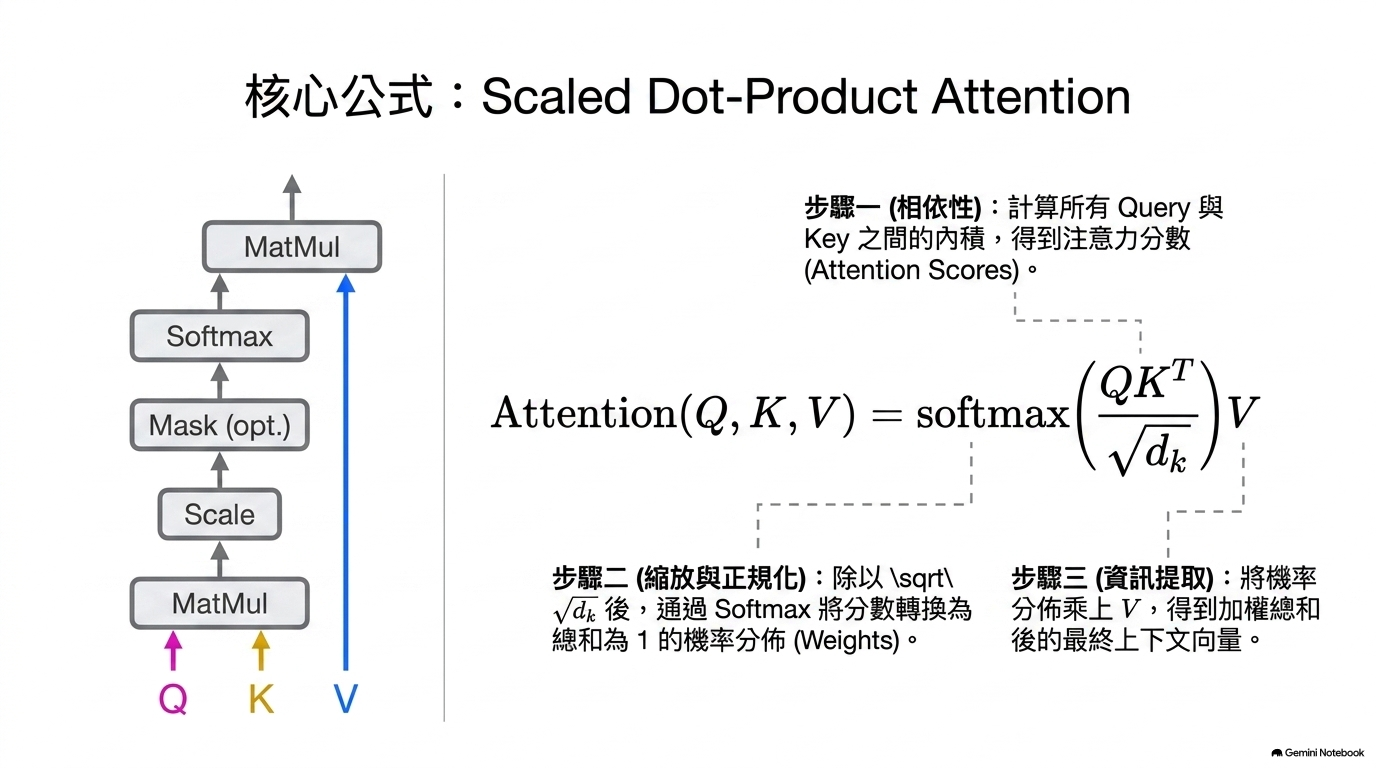 核心公式：Scaled Dot-Product Attention
MatMul
Softmax
Mask (opt.)
Scale
MatMul
Q K V
步驟一 (相依性)：計算所有 Query 與
Key 之間的內積，得到注意力分數
(Attention Scores)。
Attention(Q, K, V) = softmax(QK^T / √d_k)V
步驟二 (縮放與正規化)：除以 \sqrt\
√d_k 後，通過 Softmax 將分數轉換為
總和為 1 的機率分佈 (Weights)。
步驟三 (資訊提取)：將機率
分佈乘上 V，得到加權總和
後的最終上下文向量。
Gemini Notebook